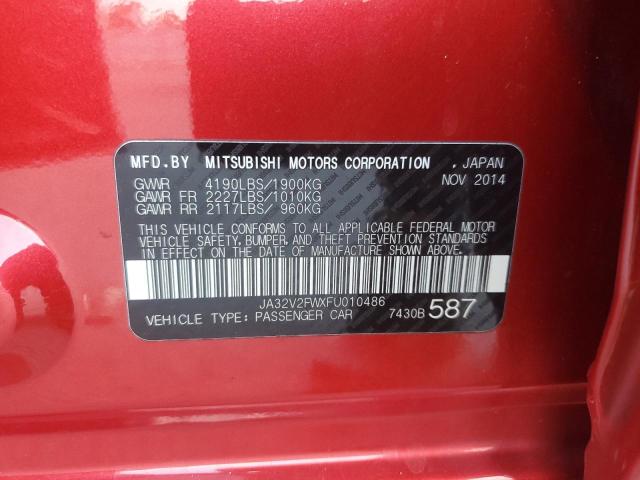 MFD.BY MITSUBISHI MOTORS CORPORATION , JAPAN
GVWR 4190LBS/1900KG NOV 2014
GAWR FR 2227LBS/1010KG
GAWR RR 2117LBS/ 960KG
THIS VEHICLE CONFORMS TO ALL APPLICABLE FEDERAL MOTOR
VEHICLE SAFETY, BUMPER, AND THEFT PREVENTION STANDARDS
IN EFFECT ON THE DATE OF MANUFACTURE SHOWN ABOVE.
JA32V2FWXFU010486
VEHICLE TYPE: PASSENGER CAR 7430B 587